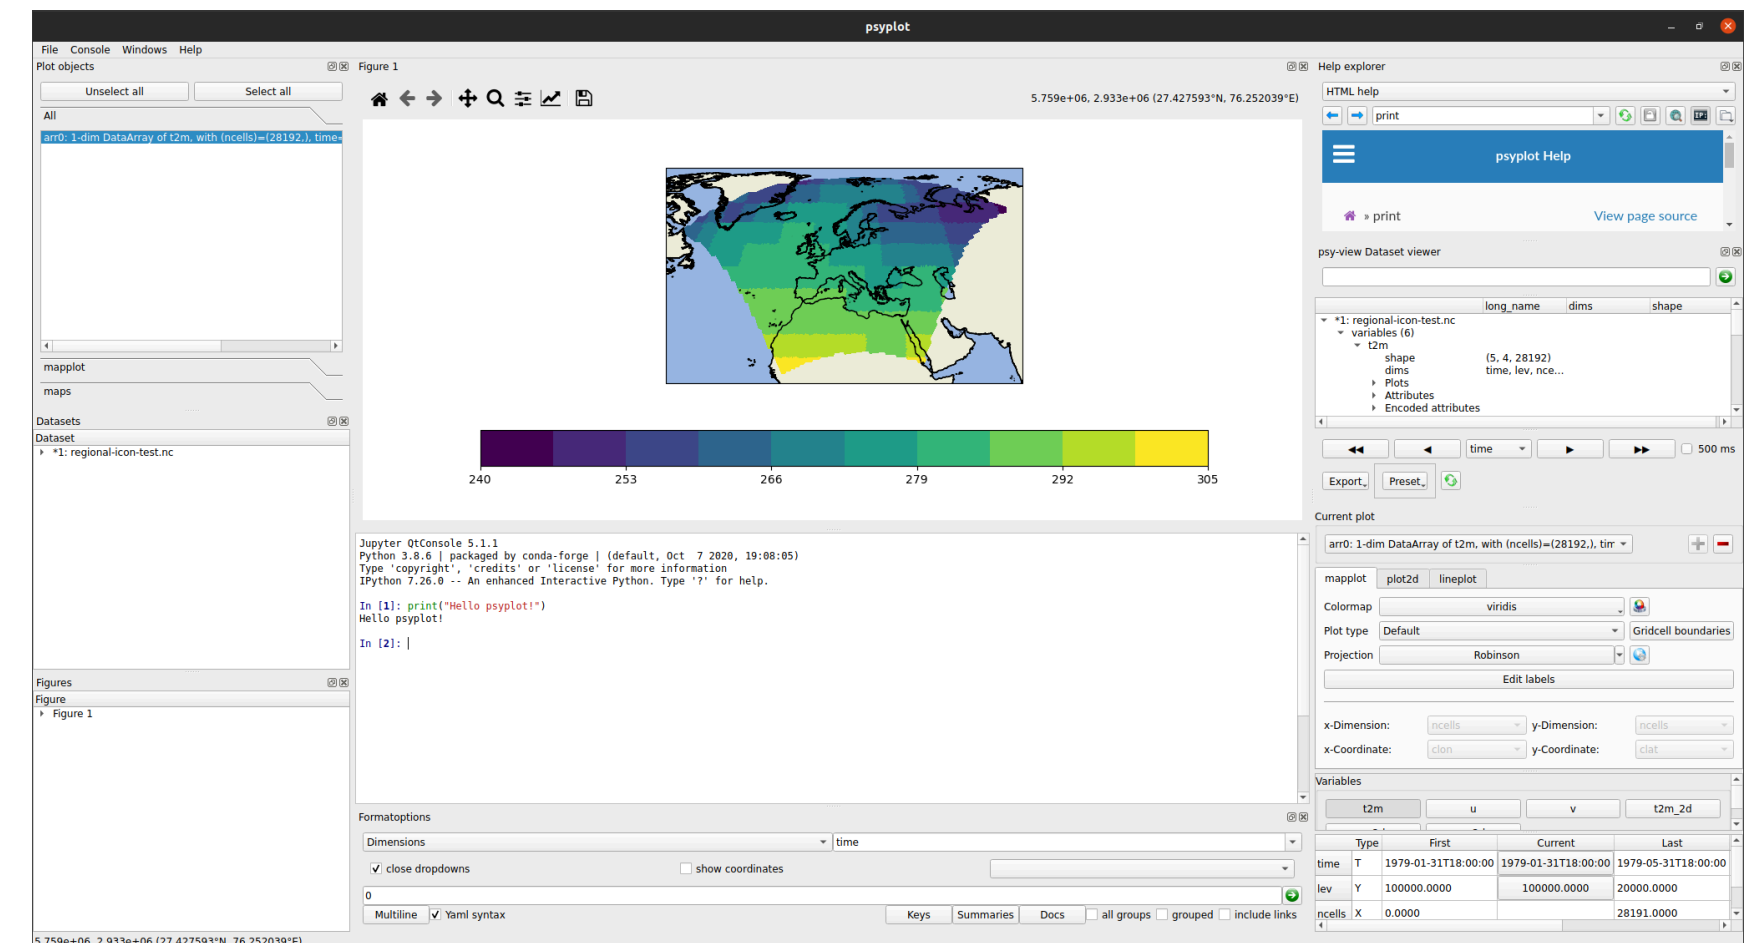 psyplot
File Console Windows Help
Plot objects
Unselect all Select all
All
arr0: 1-dim DataArray of t2m, with (ncells)=(28192,), time=
mapplot
maps
Datasets
Dataset
*1: regional-icon-test.nc
Figures
Figure
Figure 1
5.759e+06, 2.933e+06 (27.427593°N, 76.252039°E)
Figure 1
5.759e+06, 2.933e+06 (27.427593°N, 76.252039°E)
240 253 266 279 292 305
Jupyter QtConsole 5.1.1
Python 3.8.6 | packaged by conda-forge | (default, Oct 7 2020, 19:08:05)
Type 'copyright', 'credits' or 'license' for more information
IPython 7.26.0 -- An enhanced Interactive Python. Type '?' for help.
In [1]: print("Hello psyplot!")
Hello psyplot!
In [2]:
Formatoptions
Dimensions time
close dropdowns show coordinates
0
Multiline Yaml syntax Keys Summaries Docs all groups grouped include links
Help explorer
HTML help
print
psyplot Help
» print View page source
psy-view Dataset viewer
long_name dims shape
*1: regional-icon-test.nc
variables (6)
t2m
shape (5, 4, 28192)
dims time, lev, nce...
Plots
Attributes
Encoded attributes
time 500 ms
Export Preset
Current plot
arr0: 1-dim DataArray of t2m, with (ncells)=(28192,), tim
mapplot plot2d lineplot
Colormap viridis
Plot type Default Gridcell boundaries
Projection Robinson
Edit labels
x-Dimension: ncells y-Dimension: ncells
x-Coordinate: clon y-Coordinate: clat
Variables
t2m u v t2m_2d
Type First Current Last
time T 1979-01-31T18:00:00 1979-01-31T18:00:00 1979-05-31T18:00:00
lev Y 100000.0000 100000.0000 20000.0000
ncells X 0.0000 28191.0000